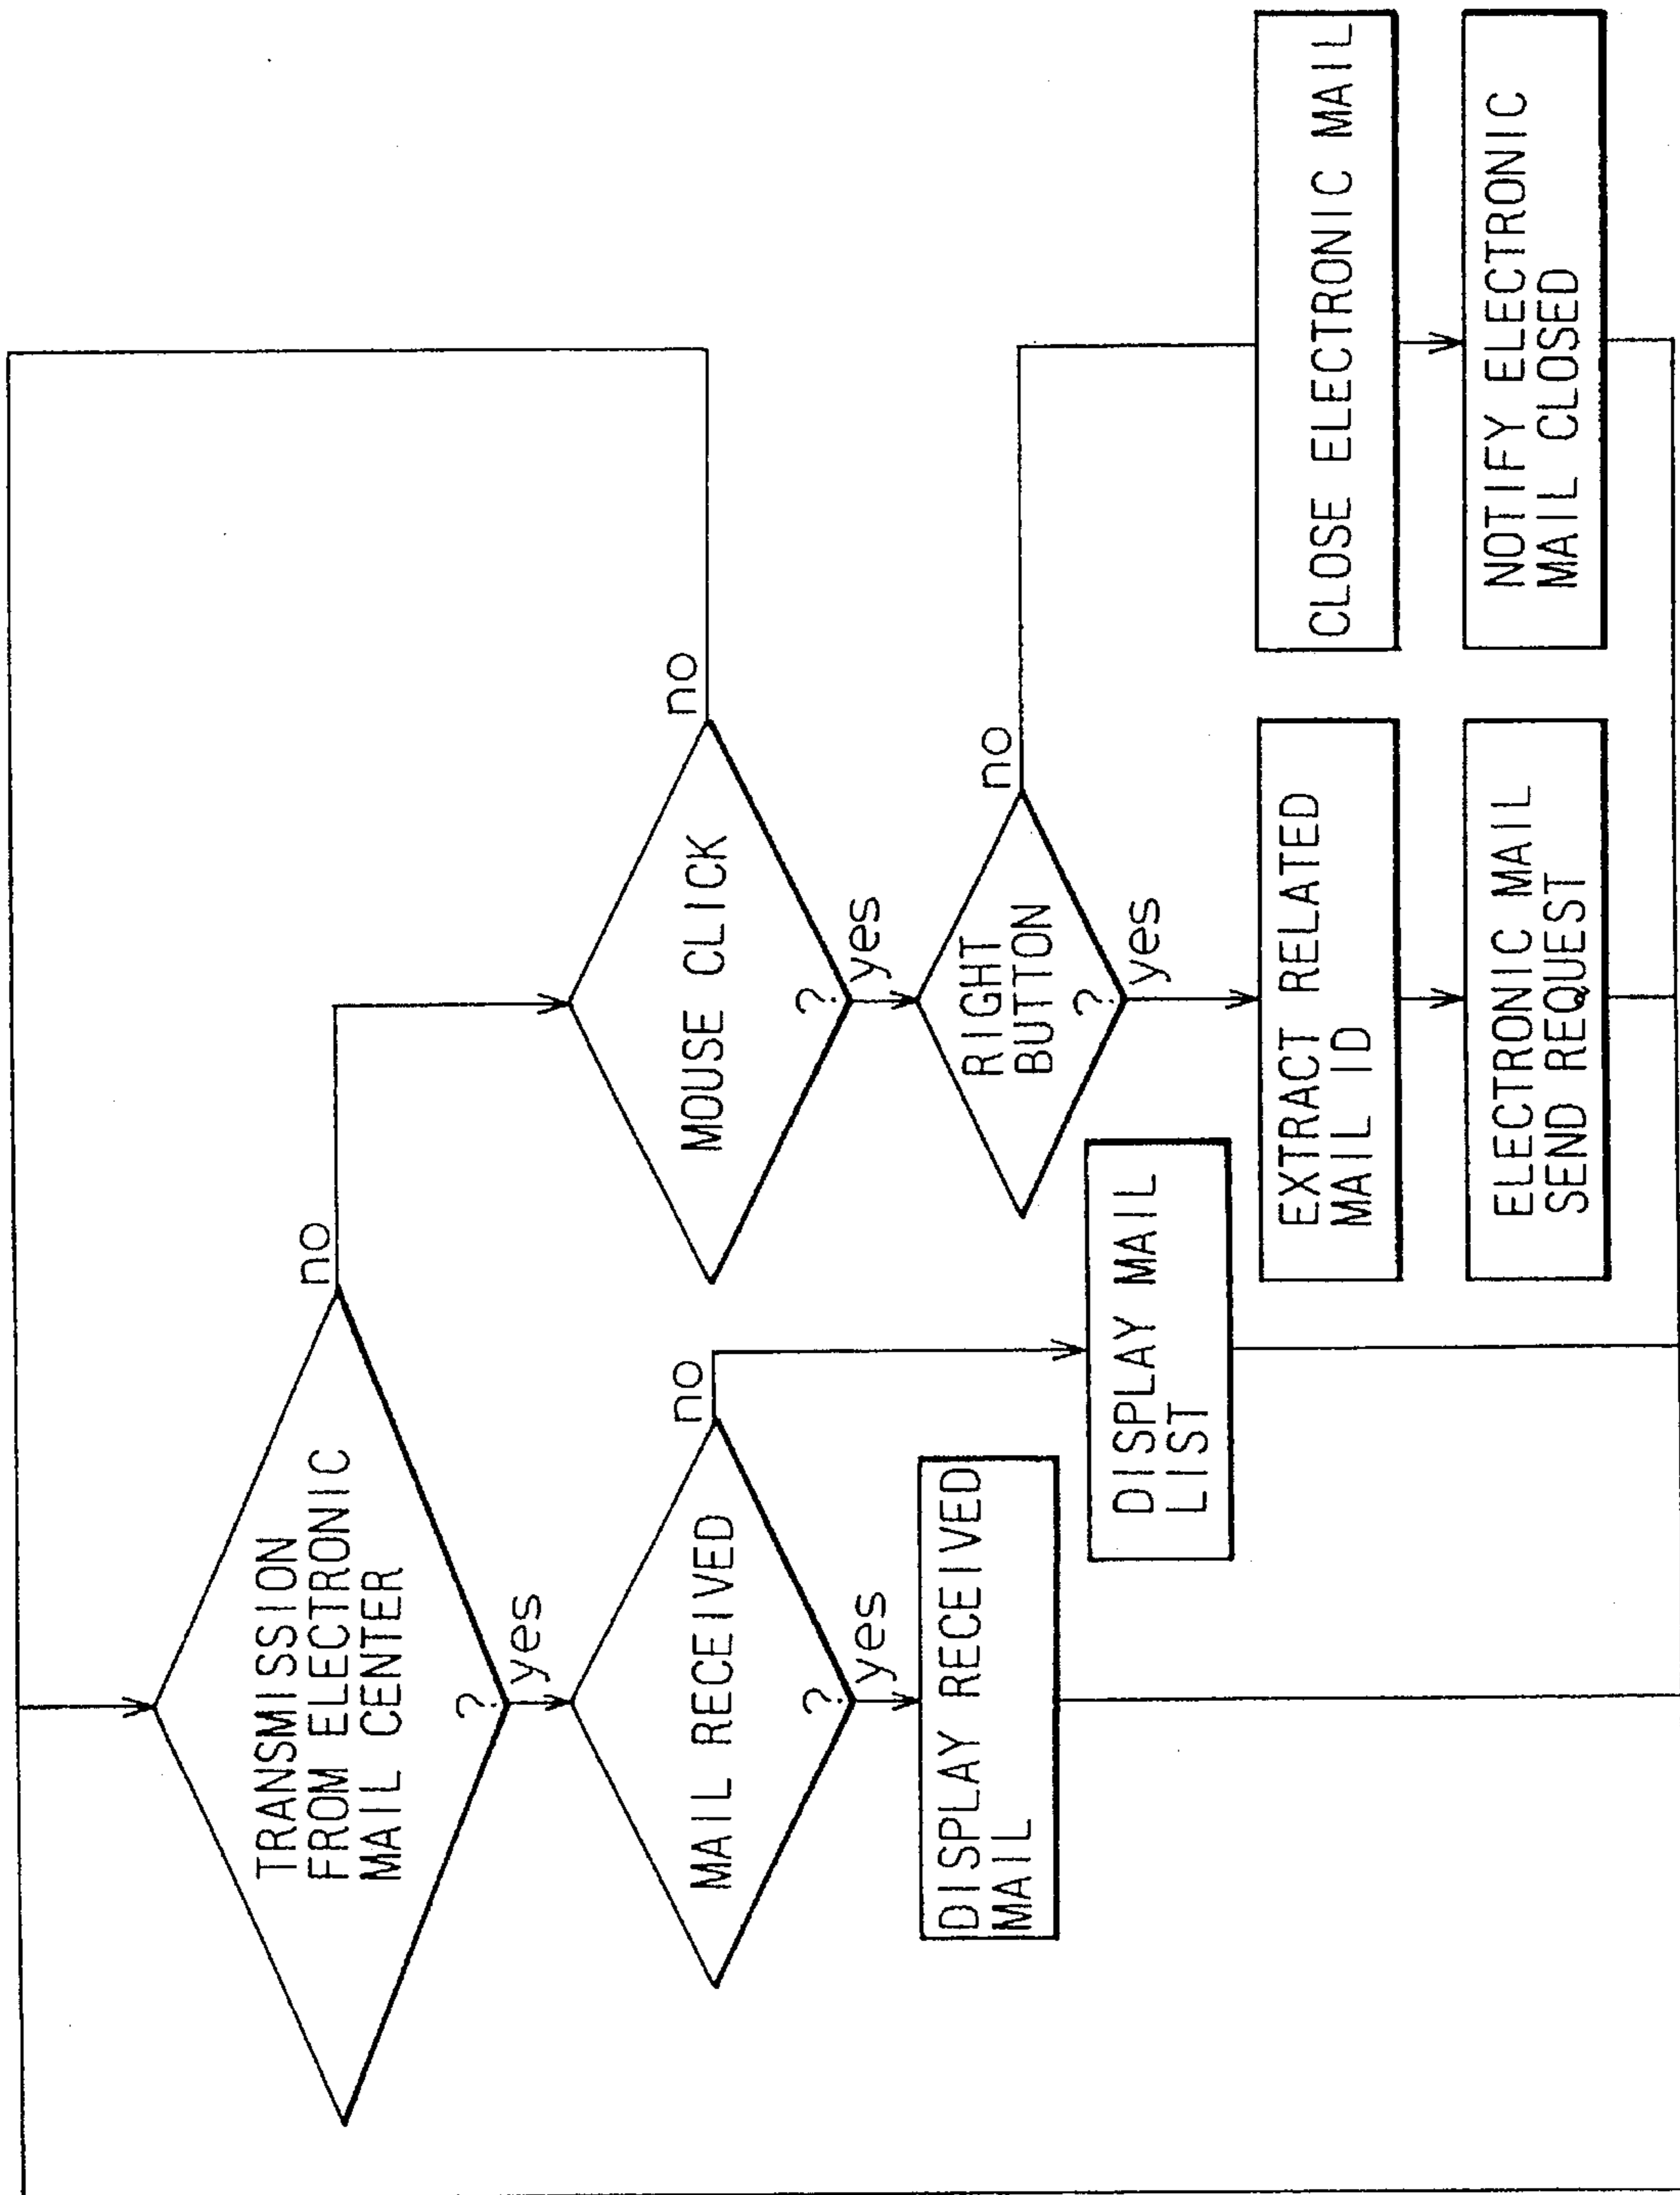 TRANSMISSION
FROM ELECTRONIC
MAIL CENTER
?
yes
no
MAIL RECEIVED
?
yes
no
MOUSE CLICK
?
yes
no
RIGHT
BUTTON
?
yes
no
DISPLAY RECEIVED
MAIL
DISPLAY MAIL
LIST
EXTRACT RELATED
MAIL ID
CLOSE ELECTRONIC MAIL
ELECTRONIC MAIL
SEND REQUEST
NOTIFY ELECTRONIC
MAIL CLOSED